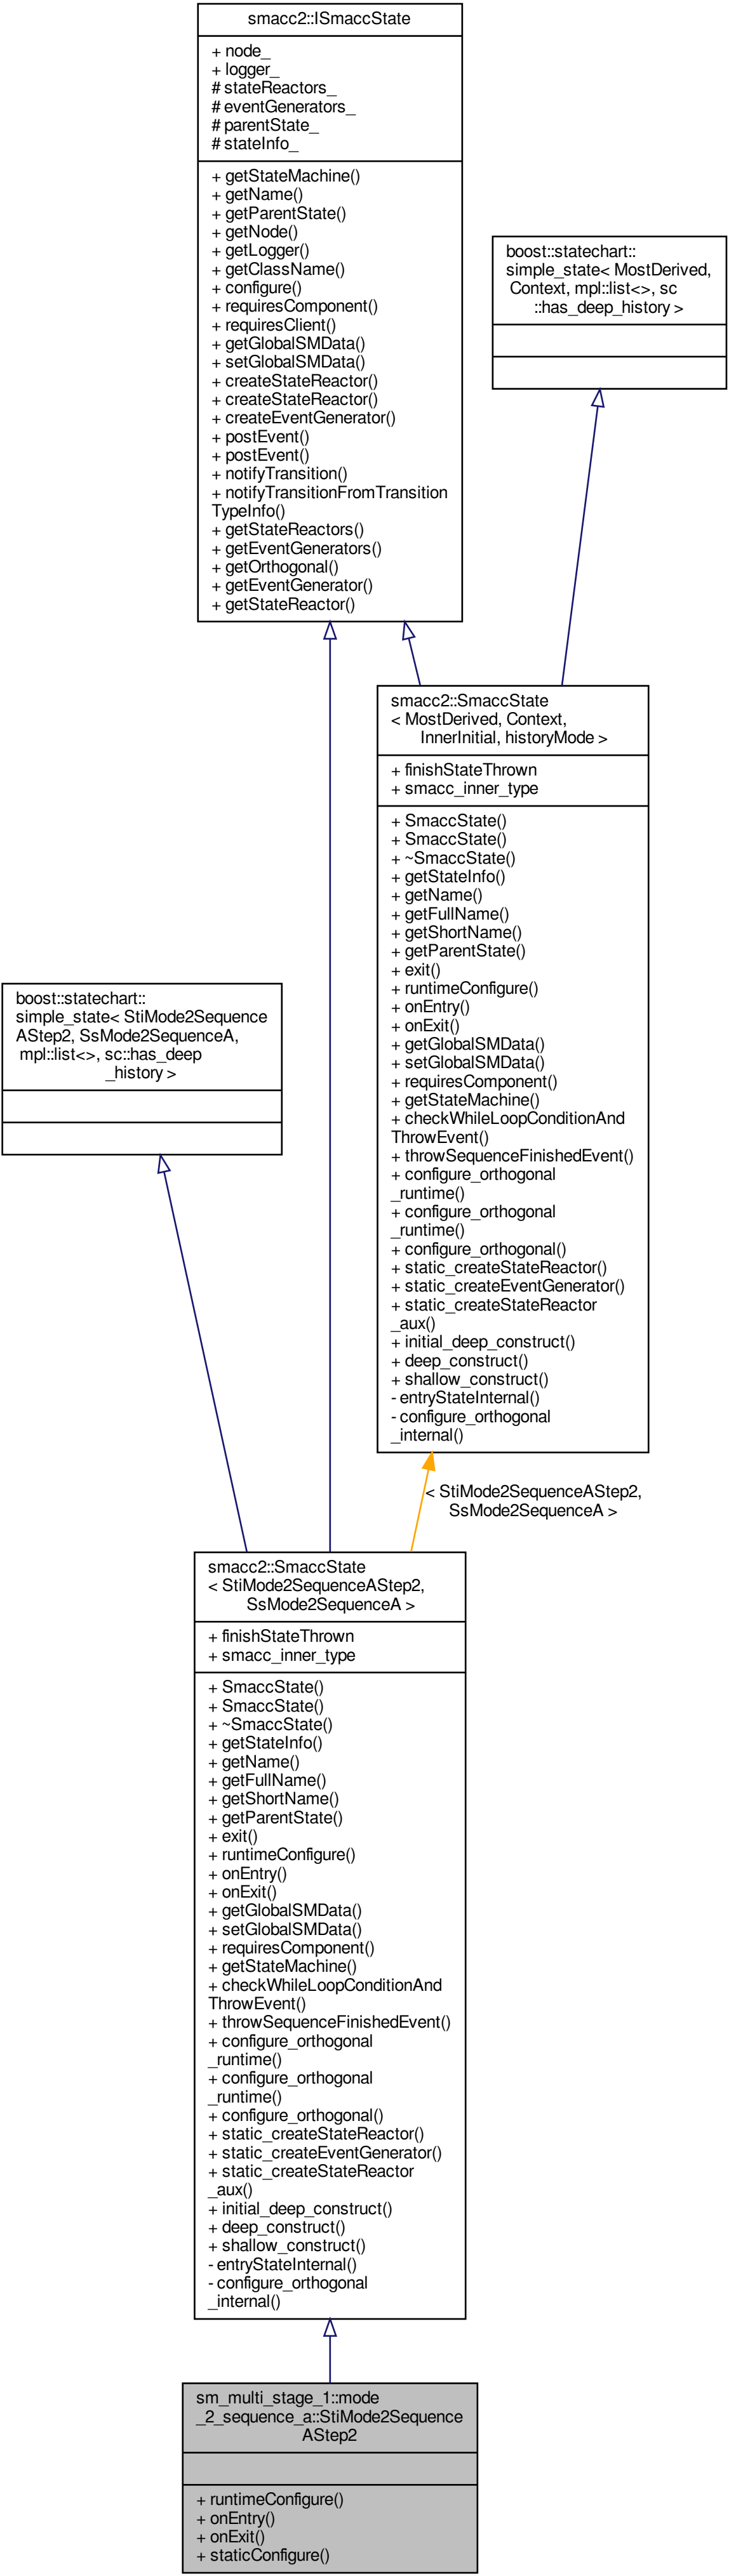 smacc2::ISmaccState
+ node_
+ logger_
# stateReactors_
# eventGenerators_
# parentState_
# stateInfo_
+ getStateMachine()
+ getName()
+ getParentState()
+ getNode()
+ getLogger()
+ getClassName()
+ configure()
+ requiresComponent()
+ requiresClient()
+ getGlobalSMData()
+ setGlobalSMData()
+ createStateReactor()
+ createStateReactor()
+ createEventGenerator()
+ postEvent()
+ postEvent()
+ notifyTransition()
+ notifyTransitionFromTransition
TypeInfo()
+ getStateReactors()
+ getEventGenerators()
+ getOrthogonal()
+ getEventGenerator()
+ getStateReactor()
boost::statechart::
simple_state< MostDerived,
Context, mpl::list<>, sc
::has_deep_history >
smacc2::SmaccState
< MostDerived, Context,
InnerInitial, historyMode >
+ finishStateThrown
+ smacc_inner_type
+ SmaccState()
+ SmaccState()
+ ~SmaccState()
+ getStateInfo()
+ getName()
+ getFullName()
+ getShortName()
+ getParentState()
+ exit()
+ runtimeConfigure()
+ onEntry()
+ onExit()
+ getGlobalSMData()
+ setGlobalSMData()
+ requiresComponent()
+ getStateMachine()
+ checkWhileLoopConditionAnd
ThrowEvent()
+ throwSequenceFinishedEvent()
+ configure_orthogonal
_runtime()
+ configure_orthogonal
_runtime()
+ configure_orthogonal()
+ static_createStateReactor()
+ static_createEventGenerator()
+ static_createStateReactor
_aux()
+ initial_deep_construct()
+ deep_construct()
+ shallow_construct()
- entryStateInternal()
- configure_orthogonal
_internal()
boost::statechart::
simple_state< StiMode2Sequence
AStep2, SsMode2SequenceA,
mpl::list<>, sc::has_deep
_history >
< StiMode2SequenceAStep2,
SsMode2SequenceA >
smacc2::SmaccState
< StiMode2SequenceAStep2,
SsMode2SequenceA >
+ finishStateThrown
+ smacc_inner_type
+ SmaccState()
+ SmaccState()
+ ~SmaccState()
+ getStateInfo()
+ getName()
+ getFullName()
+ getShortName()
+ getParentState()
+ exit()
+ runtimeConfigure()
+ onEntry()
+ onExit()
+ getGlobalSMData()
+ setGlobalSMData()
+ requiresComponent()
+ getStateMachine()
+ checkWhileLoopConditionAnd
ThrowEvent()
+ throwSequenceFinishedEvent()
+ configure_orthogonal
_runtime()
+ configure_orthogonal
_runtime()
+ configure_orthogonal()
+ static_createStateReactor()
+ static_createEventGenerator()
+ static_createStateReactor
_aux()
+ initial_deep_construct()
+ deep_construct()
+ shallow_construct()
- entryStateInternal()
- configure_orthogonal
_internal()
sm_multi_stage_1::mode
_2_sequence_a::StiMode2Sequence
AStep2
+ runtimeConfigure()
+ onEntry()
+ onExit()
+ staticConfigure()